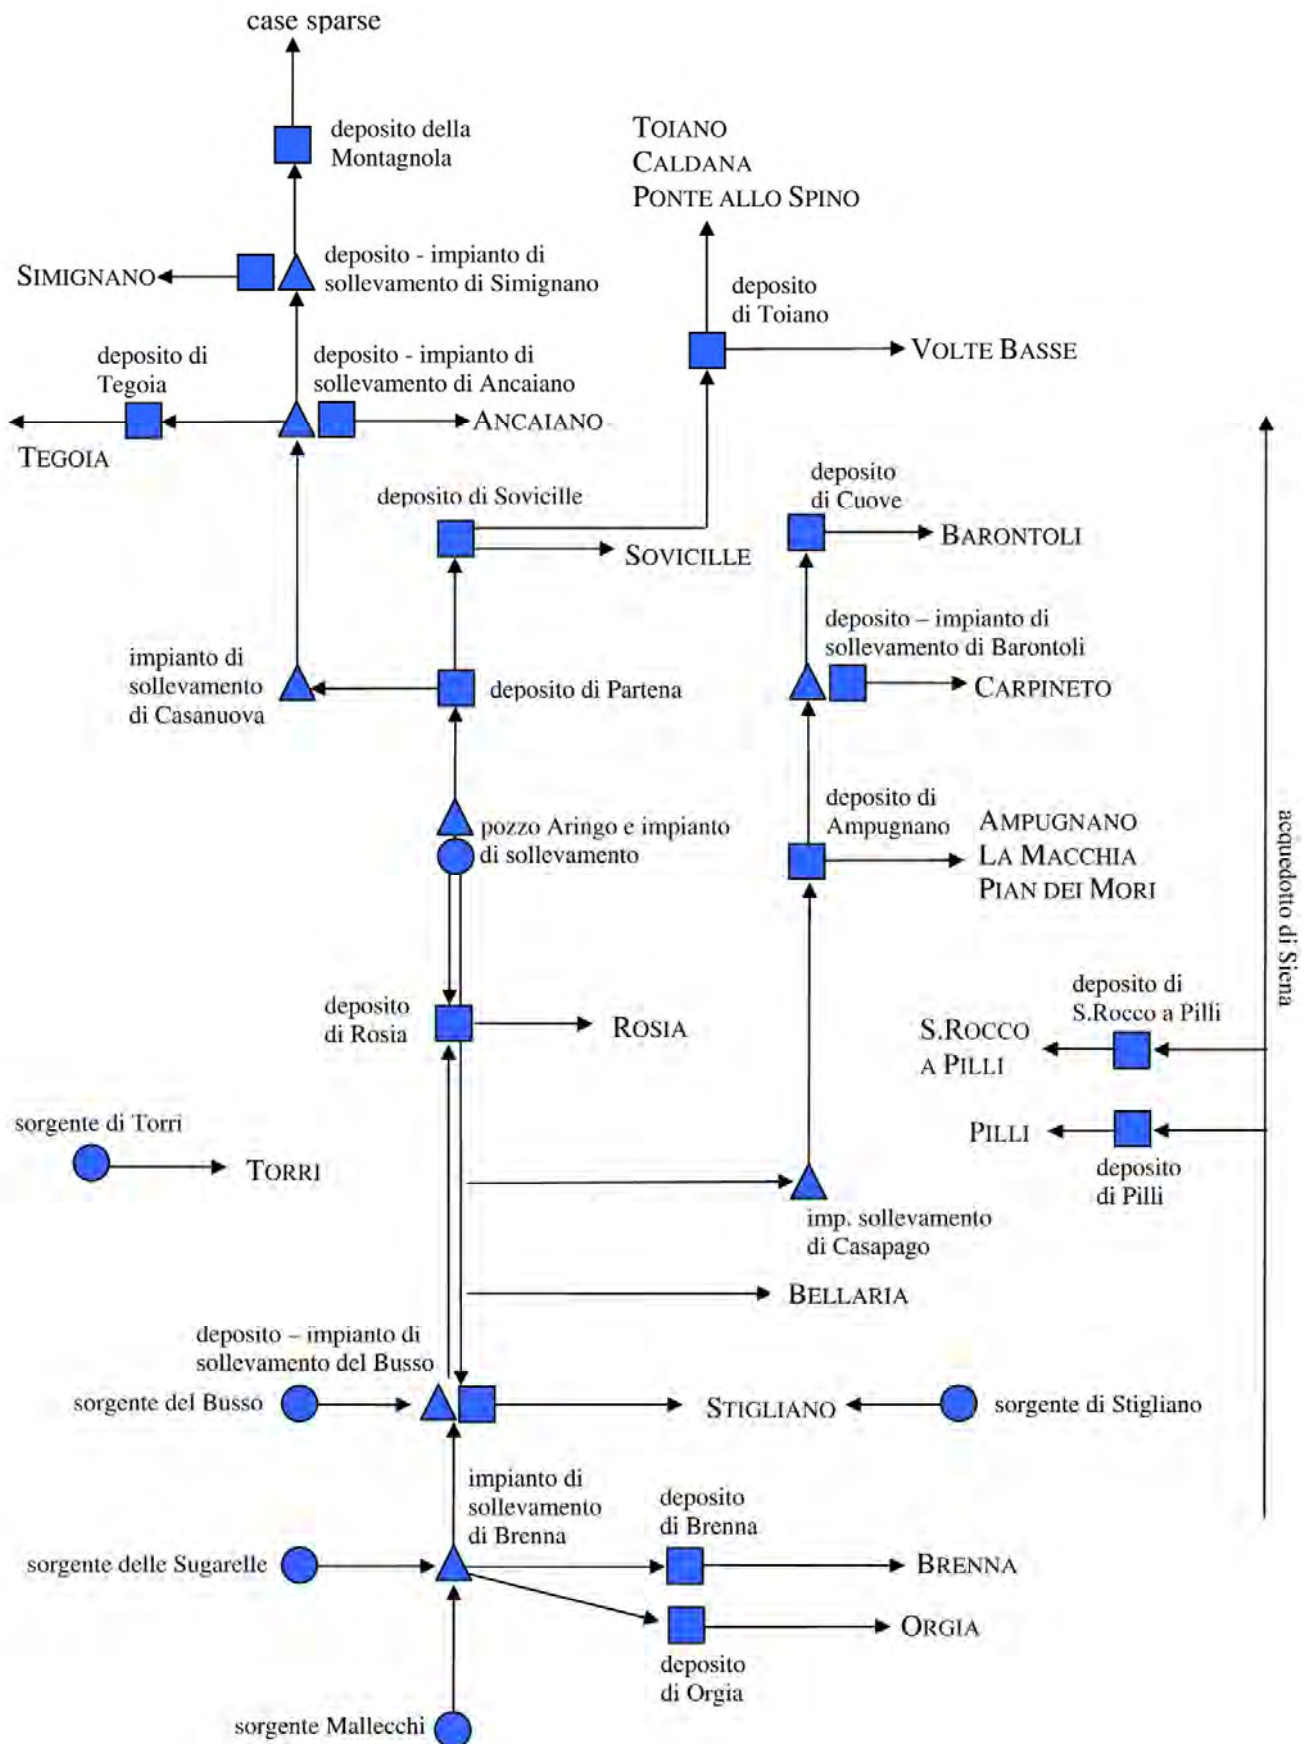 case sparse
deposito della
Montagnola
TOIANO
CALDANA
PONTE ALLO SPINO
SIMIGNANO
deposito - impianto di
sollevamento di Simignano
deposito
di Toiano
VOLTE BASSE
deposito di
Tegoia
deposito - impianto di
sollevamento di Ancaiano
ANCAIANO
TEGOIA
deposito di Sovicille
SOVICILLE
deposito
di Cuove
BARONTOLI
deposito – impianto di
sollevamento di Barontoli
CARPINETO
impianto di
sollevamento
di Casanuova
deposito di Partena
pozzo Aringo e impianto
di sollevamento
deposito di
Ampugnano
AMPUGNANO
LA MACCHIA
PIAN DEI MORI
acquedotto di Siena
deposito
di Rosia
ROSIA
deposito di
S.Rocco a Pilli
S.ROCCO
A PILLI
sorgente di Torri
TORRI
PILLI
deposito
di Pilli
imp. sollevamento
di Casapago
BELLARIA
deposito – impianto di
sollevamento del Busso
sorgente del Busso
STIGLIANO
sorgente di Stigliano
impianto di
sollevamento
di Brenna
deposito
di Brenna
sorgente delle Sugarelle
BRENNA
ORGIA
deposito
di Orgia
sorgente Mallecchi